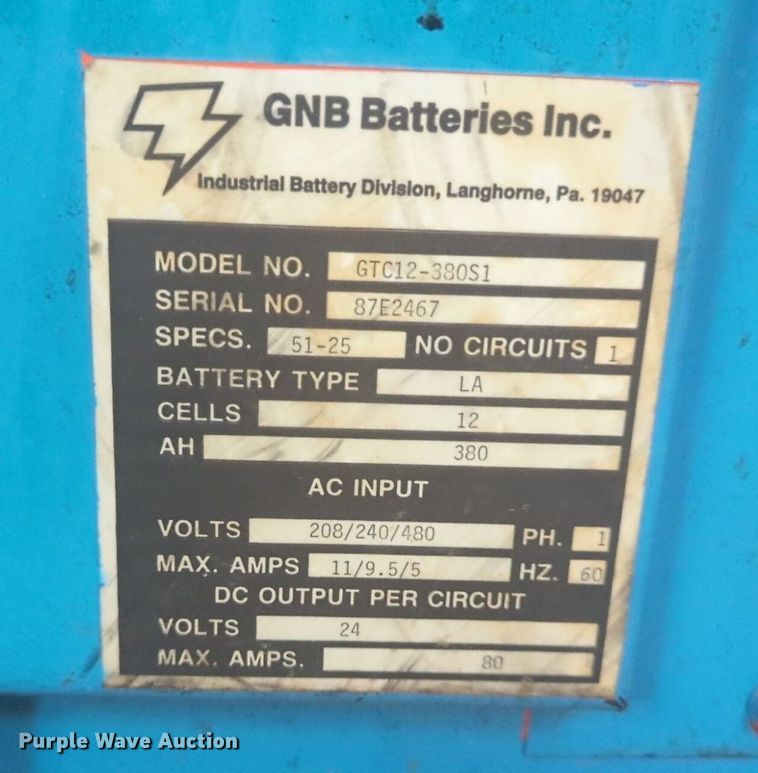 GNB Batteries Inc.
Industrial Battery Division, Langhorne, Pa. 19047
MODEL NO. GTC12-380S1
SERIAL NO. 87E2467
SPECS. 51-25 NO CIRCUITS 1
BATTERY TYPE LA
CELLS 12
AH 380
AC INPUT
VOLTS 208/240/480 PH. 1
MAX. AMPS 11/9.5/5 HZ. 60
DC OUTPUT PER CIRCUIT
VOLTS 24
MAX. AMPS. 80
Purple Wave Auction